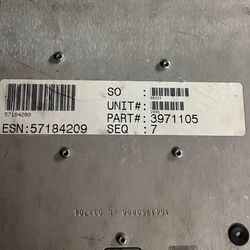 57184209
SO :
UNIT#:
PART#: 3971105
ESN:57184209 SEQ : 7